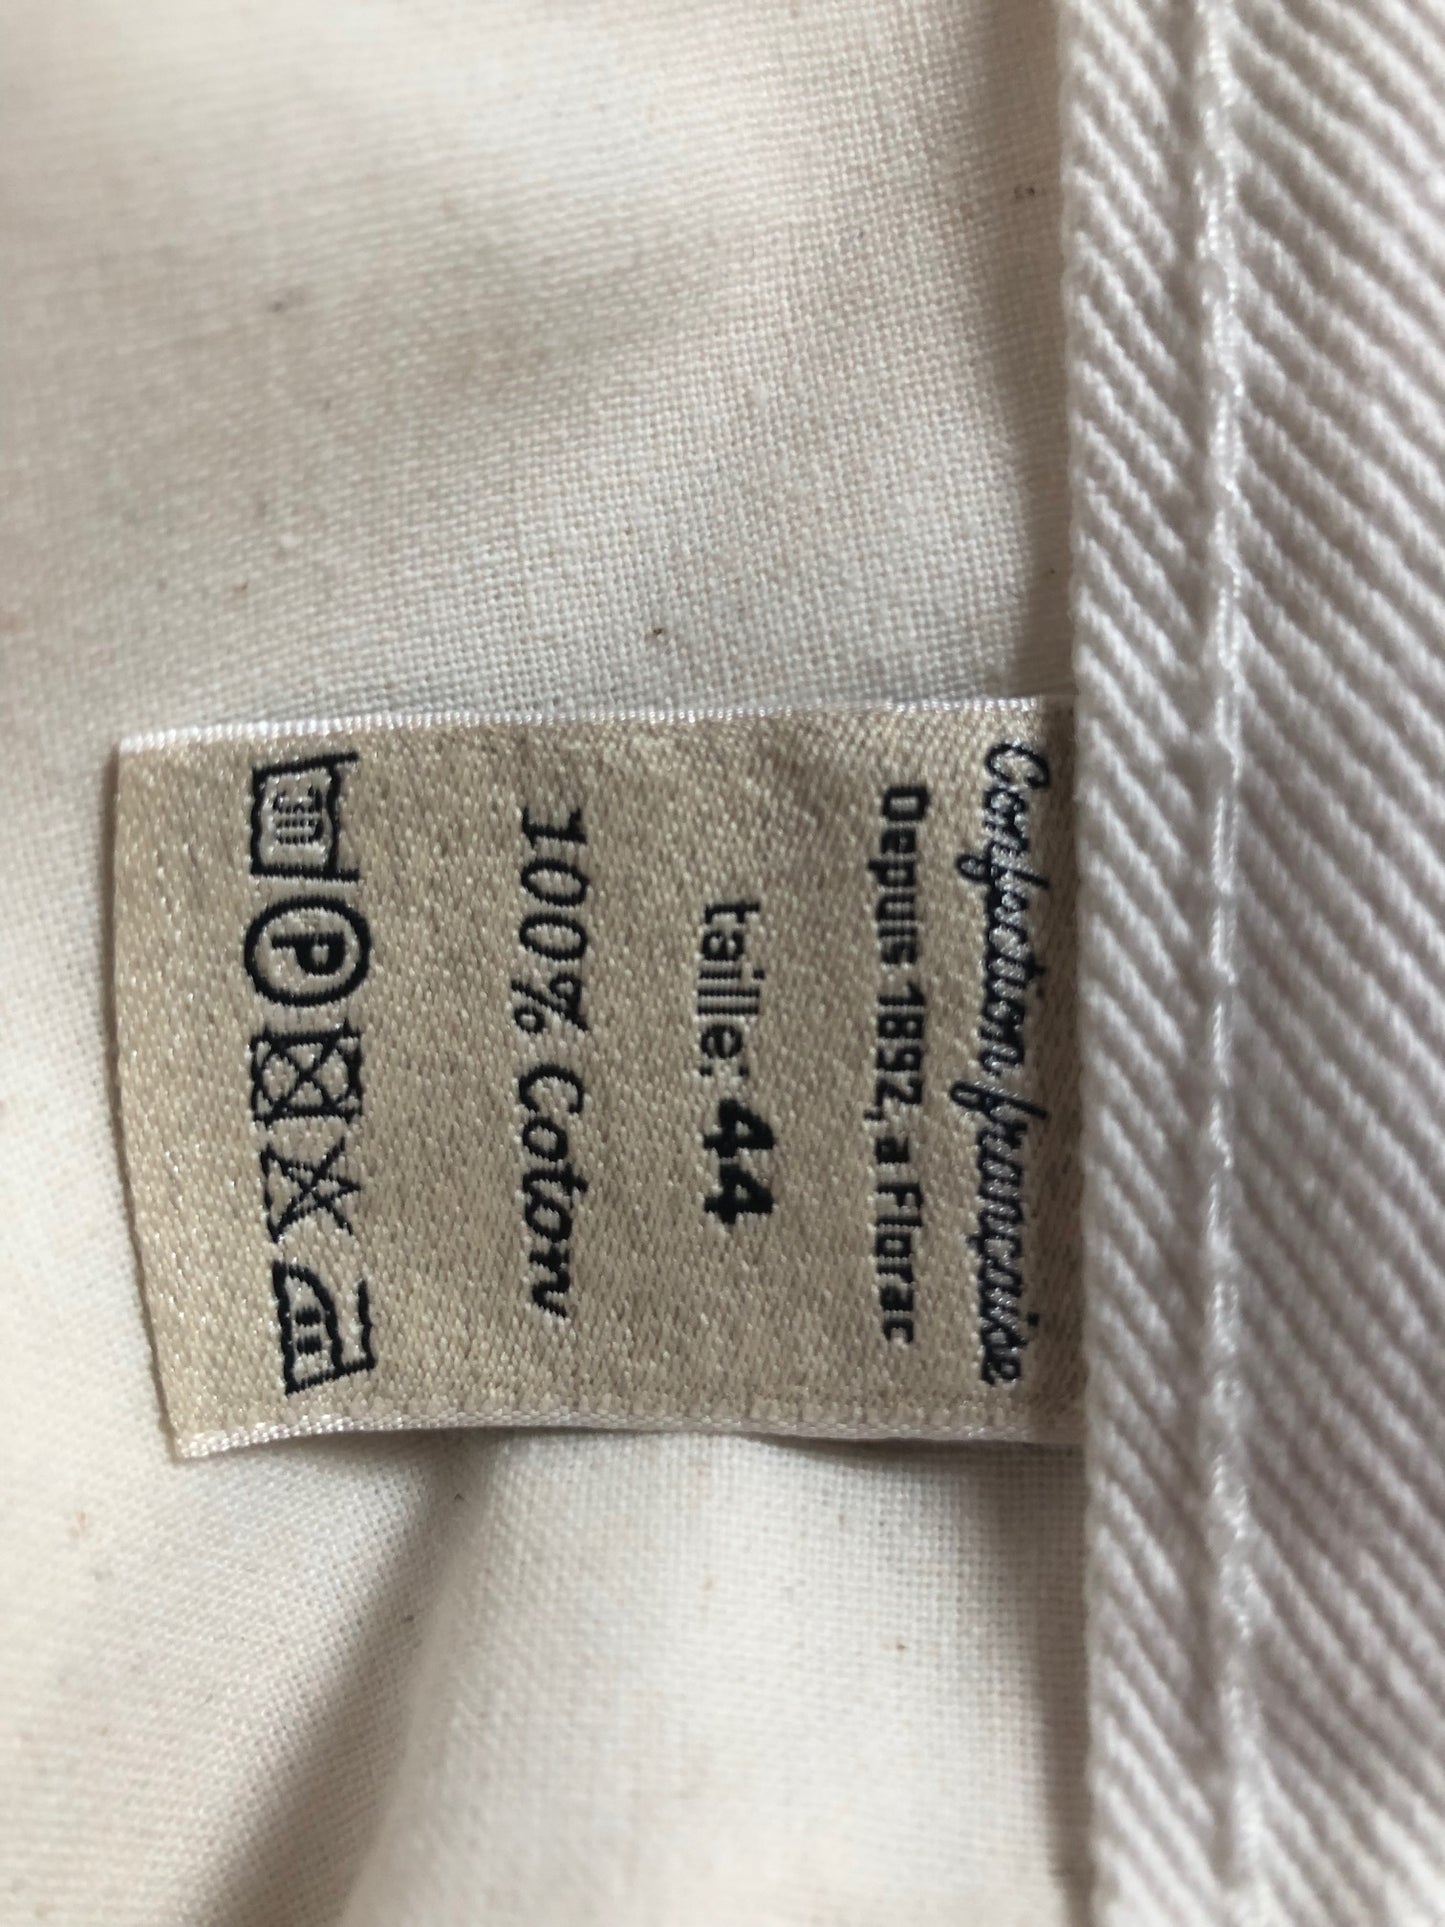 Confection française
Depuis 1892, a Florac
taille: 44
100% Coton
P